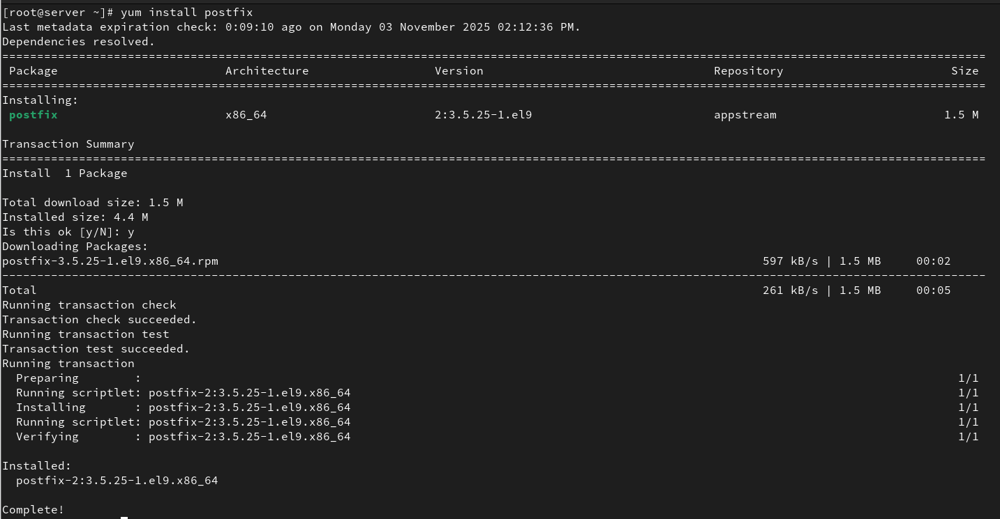 [root@server ~]# yum install postfix
Last metadata expiration check: 0:09:10 ago on Monday 03 November 2025 02:12:36 PM.
Dependencies resolved.
=============================================================================================================================================
 Package                        Architecture                  Version                                 Repository                        Size
=============================================================================================================================================
Installing:
 postfix                        x86_64                        2:3.5.25-1.el9                          appstream                        1.5 M

Transaction Summary
=============================================================================================================================================
Install  1 Package

Total download size: 1.5 M
Installed size: 4.4 M
Is this ok [y/N]: y
Downloading Packages:
postfix-3.5.25-1.el9.x86_64.rpm                                                                              597 kB/s | 1.5 MB     00:02
---------------------------------------------------------------------------------------------------------------------------------------------
Total                                                                                                        261 kB/s | 1.5 MB     00:05
Running transaction check
Transaction check succeeded.
Running transaction test
Transaction test succeeded.
Running transaction
  Preparing        :                                                                                                                     1/1
  Running scriptlet: postfix-2:3.5.25-1.el9.x86_64                                                                                       1/1
  Installing       : postfix-2:3.5.25-1.el9.x86_64                                                                                       1/1
  Running scriptlet: postfix-2:3.5.25-1.el9.x86_64                                                                                       1/1
  Verifying        : postfix-2:3.5.25-1.el9.x86_64                                                                                       1/1

Installed:
  postfix-2:3.5.25-1.el9.x86_64

Complete!